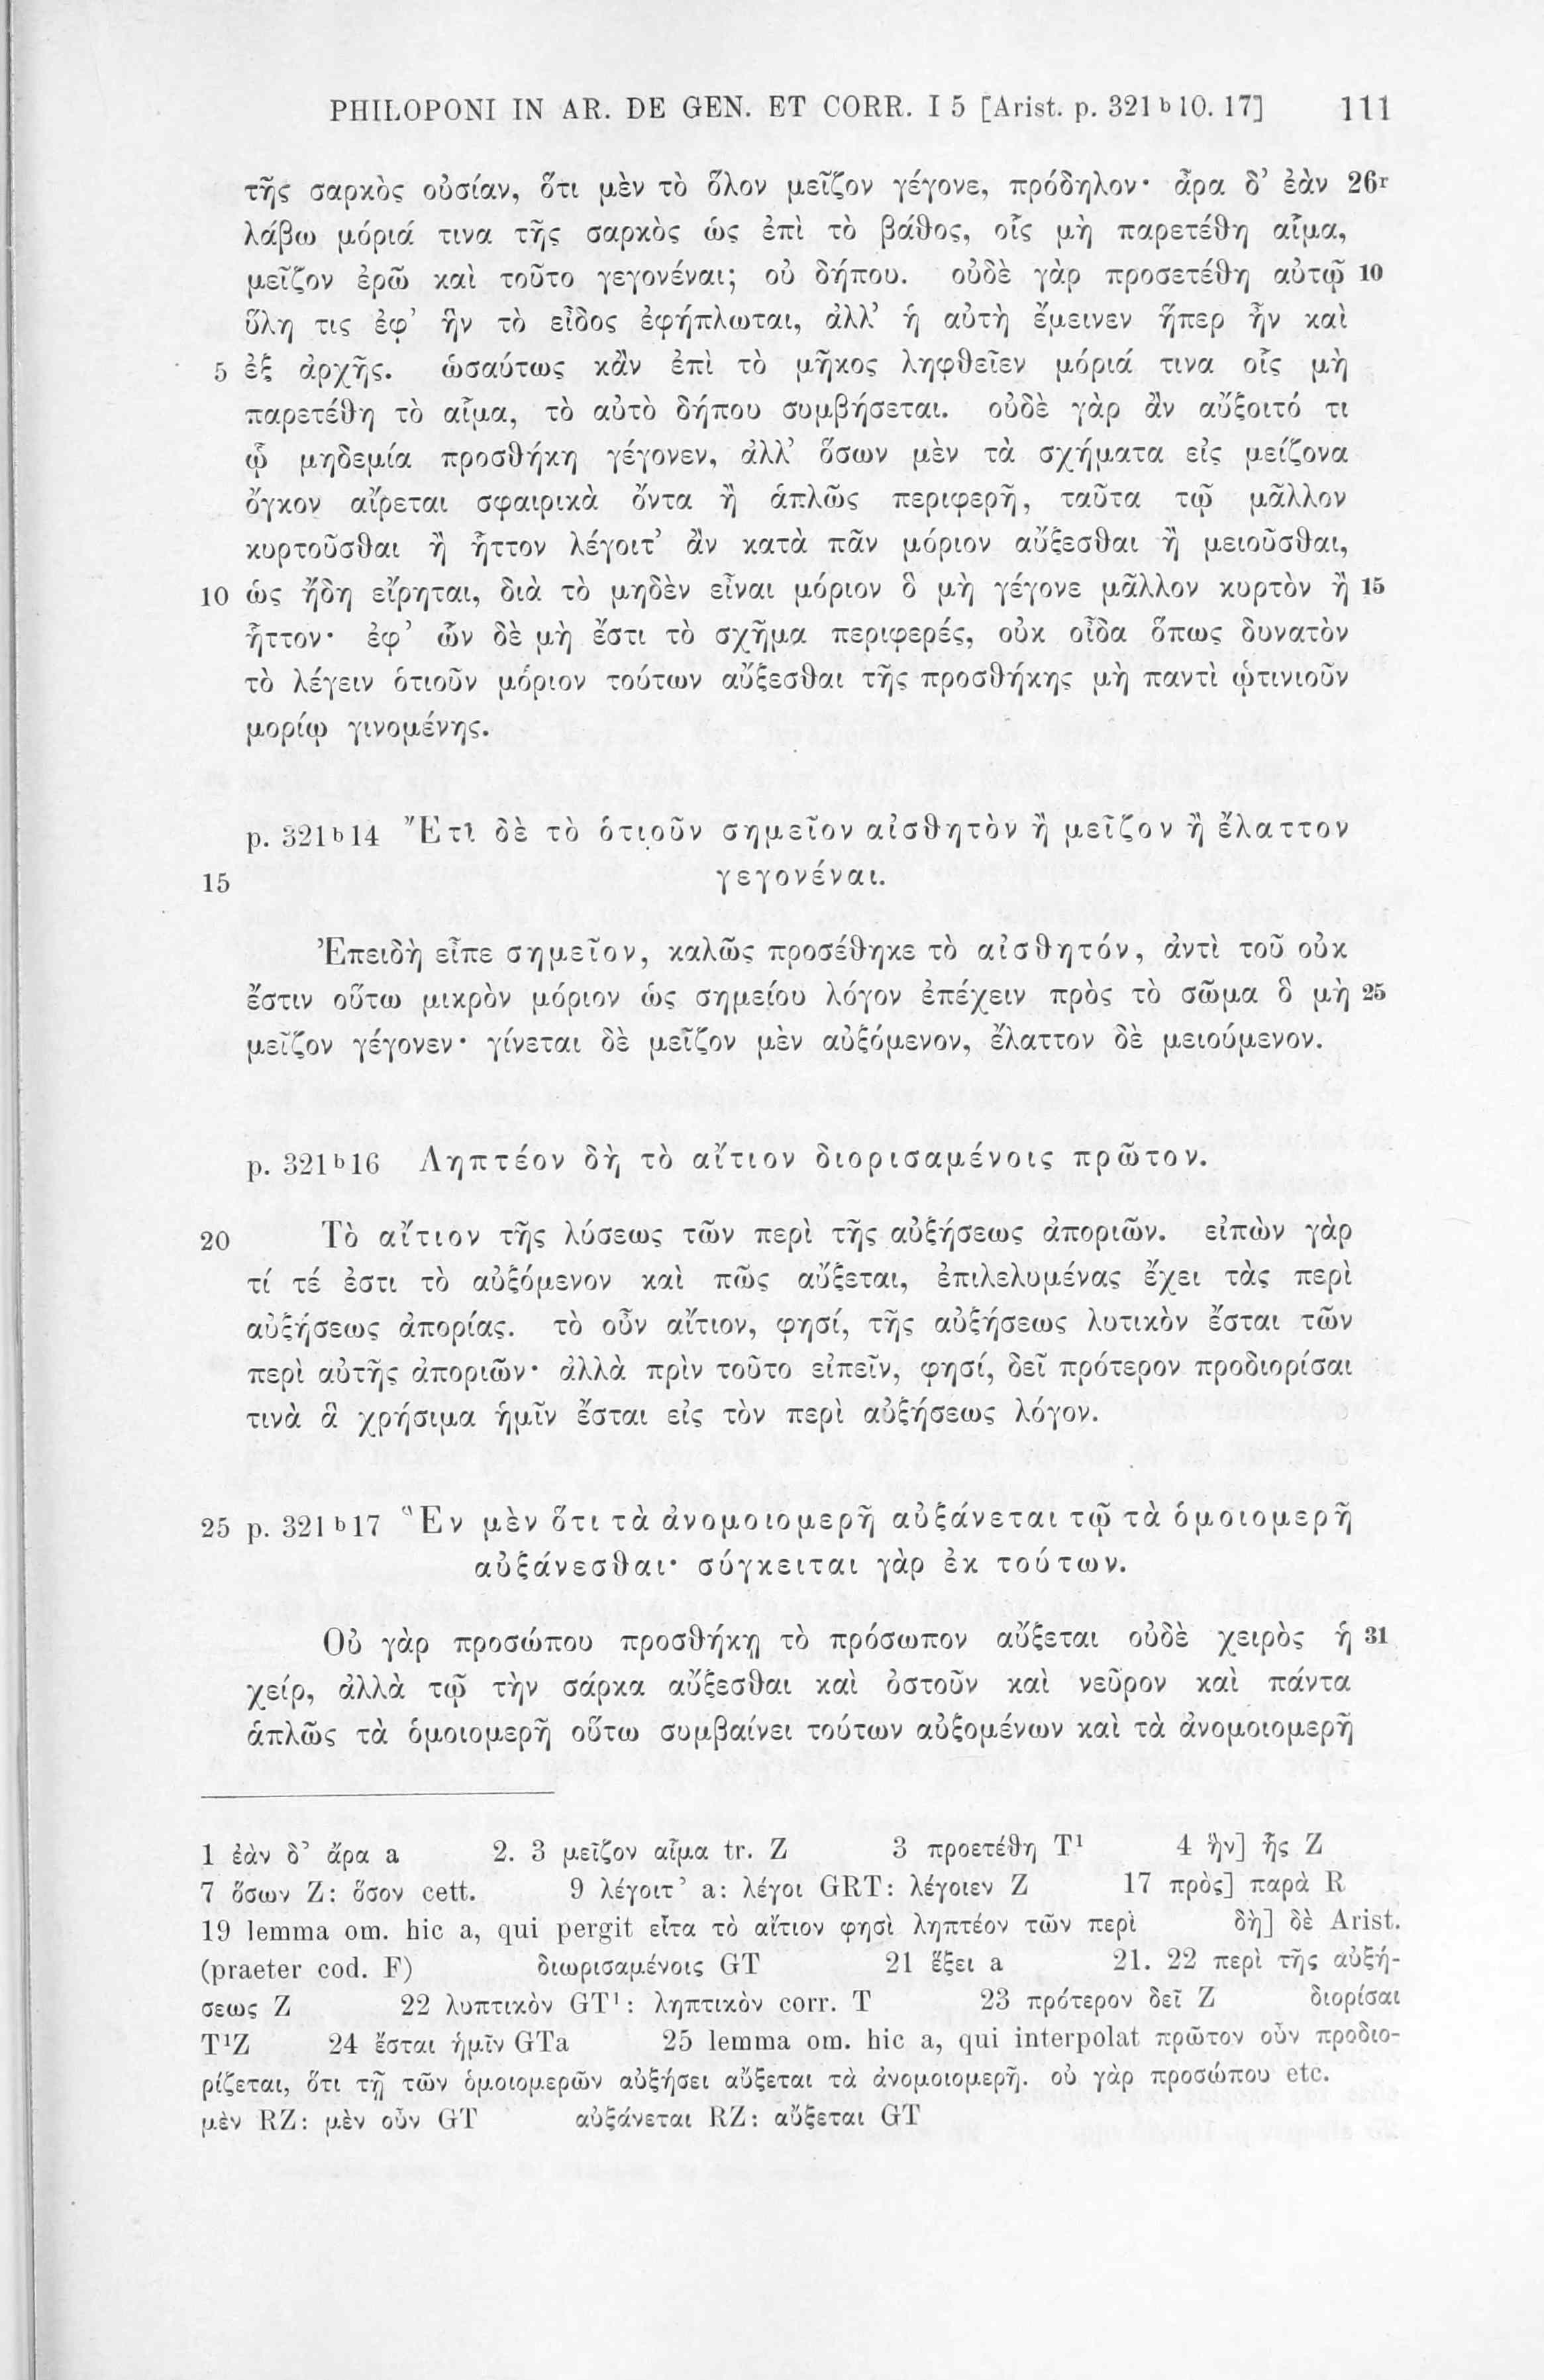 PHILOPONI IN AR. DE GEN. ET CORR. I 5 [Arist. p. 321 b 10. 17] 111
τῆς σαρκὸς οὐσίαν, ὅτι μὲν τὸ ὅλον μεῖζον γέγονε, πρόδηλον· ἆρα δ’ ἐὰν 26r
λάβω μόριά τινα τῆς σαρκὸς ὡς ἐπὶ τὸ βάθος, οἷς μὴ παρετέθη αἷμα,
μεῖζον ἐρῶ καὶ τοῦτο γεγονέναι; οὐ δήπου. οὐδὲ γὰρ προσετέθη αὐτῷ 10
ὕλη τις ἐφ’ ἣν τὸ εἶδος ἐφήπλωται, ἀλλ’ ἡ αὐτὴ ἔμεινεν ἥπερ ἦν καὶ
5 ἐξ ἀρχῆς. ὡσαύτως κἂν ἐπὶ τὸ μῆκος ληφθεῖεν μόριά τινα οἷς μὴ
παρετέθη τὸ αἷμα, τὸ αὐτὸ δήπου συμβήσεται. οὐδὲ γὰρ ἂν αὔξοιτό τι
ᾧ μηδεμία προσθήκη γέγονεν, ἀλλ’ ὅσων μὲν τὰ σχήματα εἰς μείζονα
ὄγκον αἴρεται σφαιρικὰ ὄντα ἢ ἁπλῶς περιφερῆ, ταῦτα τῷ μᾶλλον
κυρτοῦσθαι ἢ ἧττον λέγοιτ’ ἂν κατὰ πᾶν μόριον αὔξεσθαι ἢ μειοῦσθαι,
10 ὡς ἤδη εἴρηται, διὰ τὸ μηδὲν εἶναι μόριον ὃ μὴ γέγονε μᾶλλον κυρτὸν ἢ 15
ἧττον· ἐφ’ ὧν δὲ μὴ ἔστι τὸ σχῆμα περιφερές, οὐκ οἶδα ὅπως δυνατὸν
τὸ λέγειν ὁτιοῦν μόριον τούτων αὔξεσθαι τῆς προσθήκης μὴ παντὶ ᾡτινιοῦν
μορίῳ γινομένης.
p. 321 b 14 Ἔτι δὲ τὸ ὁτιοῦν σημεῖον αἰσθητὸν ἢ μεῖζον ἢ ἔλαττον
15 γεγονέναι.
Ἐπειδὴ εἶπε σημεῖον, καλῶς προσέθηκε τὸ αἰσθητόν, ἀντὶ τοῦ οὐκ
ἔστιν οὕτω μικρὸν μόριον ὡς σημείου λόγον ἐπέχειν πρὸς τὸ σῶμα ὃ μὴ 25
μεῖζον γέγονεν· γίνεται δὲ μεῖζον μὲν αὐξόμενον, ἔλαττον δὲ μειούμενον.
p. 321 b 16 Ληπτέον δὴ τὸ αἴτιον διορισαμένοις πρῶτον.
20 Τὸ αἴτιον τῆς λύσεως τῶν περὶ τῆς αὐξήσεως ἀποριῶν. εἰπὼν γὰρ
τί τέ ἐστι τὸ αὐξόμενον καὶ πῶς αὔξεται, ἐπιλελυμένας ἔχει τὰς περὶ
αὐξήσεως ἀπορίας. τὸ οὖν αἴτιον, φησί, τῆς αὐξήσεως λυτικὸν ἔσται τῶν
περὶ αὐτῆς ἀποριῶν· ἀλλὰ πρὶν τοῦτο εἰπεῖν, φησί, δεῖ πρότερον προδιορίσαι
τινὰ ἃ χρήσιμα ἡμῖν ἔσται εἰς τὸν περὶ αὐξήσεως λόγον.
25 p. 321 b 17 Ἓν μὲν ὅτι τὰ ἀνομοιομερῆ αὐξάνεται τῷ τὰ ὁμοιομερῆ
αὐξάνεσθαι· σύγκειται γὰρ ἐκ τούτων.
Οὐ γὰρ προσώπου προσθήκῃ τὸ πρόσωπον αὔξεται οὐδὲ χειρὸς ἡ 31
χείρ, ἀλλὰ τῷ τὴν σάρκα αὔξεσθαι καὶ ὀστοῦν καὶ νεῦρον καὶ πάντα
ἁπλῶς τὰ ὁμοιομερῆ οὕτω συμβαίνει τούτων αὐξομένων καὶ τὰ ἀνομοιομερῆ
1 ἐὰν δ’ ἄρα a 2. 3 μεῖζον αἷμα tr. Z 3 προετέθη T¹ 4 ἣν] ἧς Z
7 ὅσων Z: ὅσον cett. 9 λέγοιτ’ a: λέγοι GRT: λέγοιεν Z 17 πρὸς] παρὰ R
19 lemma om. hic a, qui pergit εἶτα τὸ αἴτιον φησὶ ληπτέον τῶν περὶ δὴ] δὲ Arist.
(praeter cod. F) διωρισαμένοις GT 21 ἕξει a 21. 22 περὶ τῆς αὐξή-
σεως Z 22 λυπτικὸν GT¹: ληπτικὸν corr. T 23 πρότερον δεῖ Z διορίσαι
T¹Z 24 ἔσται ἡμῖν GTa 25 lemma om. hic a, qui interpolat πρῶτον οὖν προδιο-
ρίζεται, ὅτι τῇ τῶν ὁμοιομερῶν αὐξήσει αὔξεται τὰ ἀνομοιομερῆ. οὐ γὰρ προσώπου etc.
μὲν RZ: μὲν οὖν GT αὐξάνεται RZ: αὔξεται GT